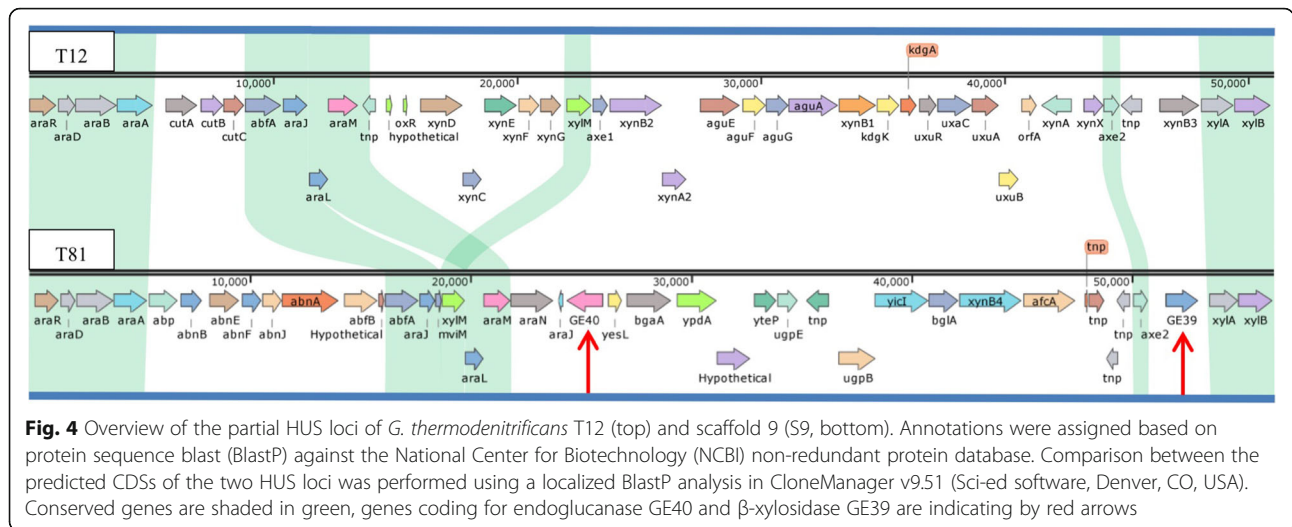 T12
kdgA
10,000 20,000 30,000 40,000 50,000
aguA
araR araB araA cutA cutB abfA araJ araM oxR xynD xynE xynF xynG xylM axe1 xynB2 aguE aguF aguG xynB1 kdgK uxuR uxaC uxuA orfA xynA xynX tnp xynB3 xylA xylB
araD cutC tnp hypothetical axe2
araL xynC xynA2 uxuB
T81
tnp
10,000 20,000 30,000 40,000 50,000
abnA yicI xynB4 afcA
araR araB araA abp abnE abnJ abfB abfA xylM araM araN GE40 yesL bgaA ypdA yteP tnp bglA tnp axe2 GE39 xylA xylB
araD abnB abnF Hypothetical araJ mviM araJ ugpE tnp
araL Hypothetical ugpB tnp
Fig. 4 Overview of the partial HUS loci of G. thermodenitrificans T12 (top) and scaffold 9 (S9, bottom). Annotations were assigned based on
protein sequence blast (BlastP) against the National Center for Biotechnology (NCBI) non-redundant protein database. Comparison between the
predicted CDSs of the two HUS loci was performed using a localized BlastP analysis in CloneManager v9.51 (Sci-ed software, Denver, CO, USA).
Conserved genes are shaded in green, genes coding for endoglucanase GE40 and β-xylosidase GE39 are indicating by red arrows